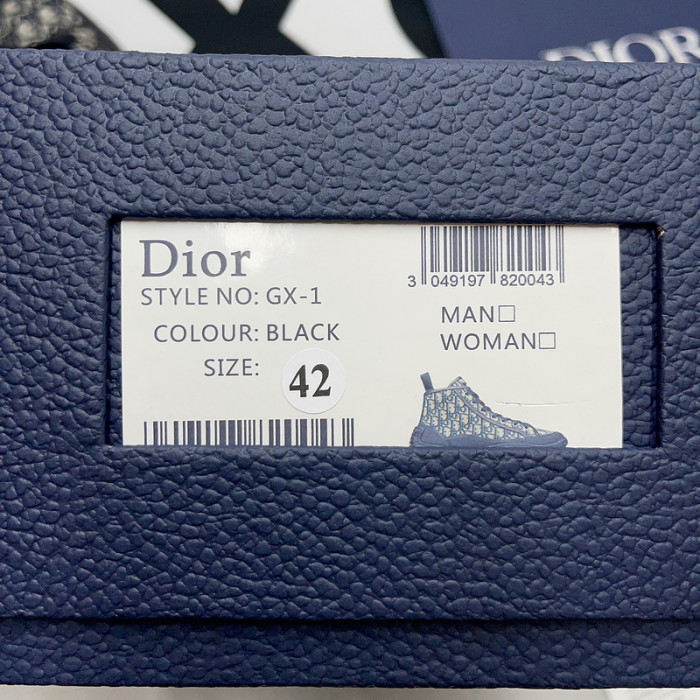 DIOR
Dior
STYLE NO: GX-1
COLOUR: BLACK
SIZE: 42
3 049197 820043
MAN□
WOMAN□